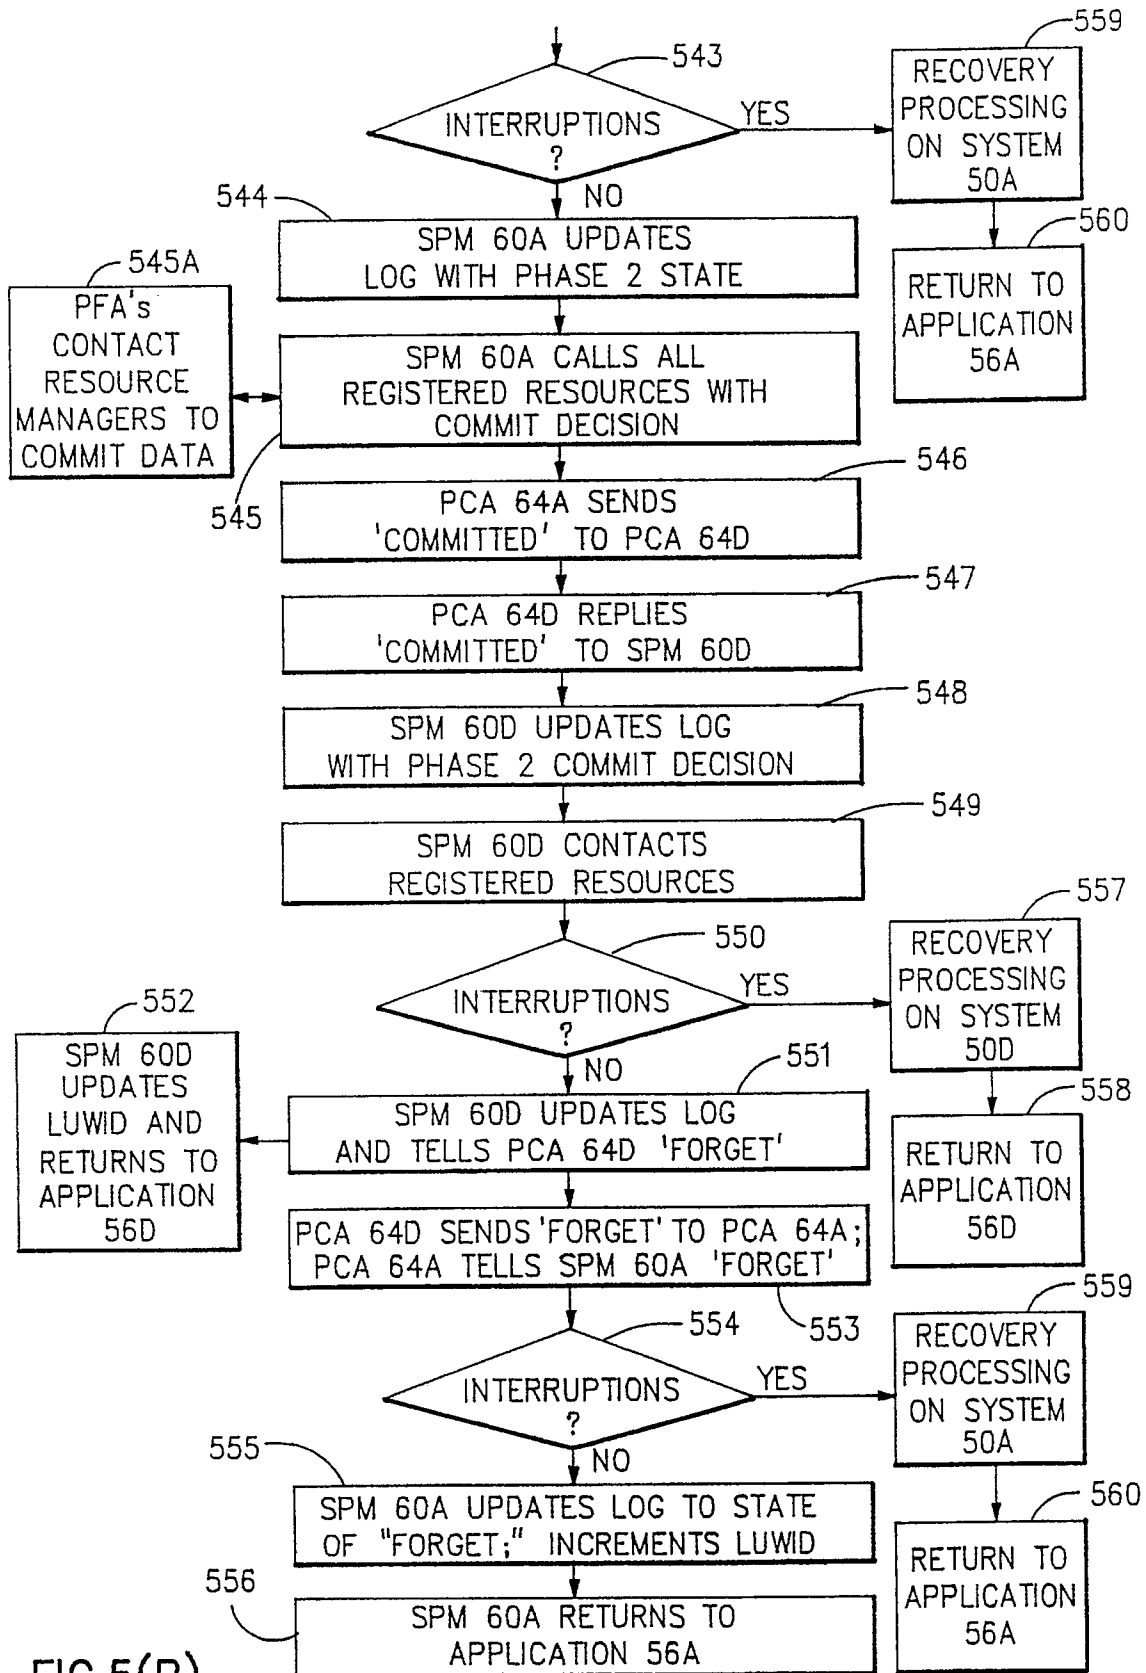 543
INTERRUPTIONS
?
YES
NO
559
RECOVERY
PROCESSING
ON SYSTEM
50A
560
RETURN TO
APPLICATION
56A
544
SPM 60A UPDATES
LOG WITH PHASE 2 STATE
545A
PFA's
CONTACT
RESOURCE
MANAGERS TO
COMMIT DATA
SPM 60A CALLS ALL
REGISTERED RESOURCES WITH
COMMIT DECISION
545
546
PCA 64A SENDS
'COMMITTED' TO PCA 64D
547
PCA 64D REPLIES
'COMMITTED' TO SPM 60D
548
SPM 60D UPDATES LOG
WITH PHASE 2 COMMIT DECISION
549
SPM 60D CONTACTS
REGISTERED RESOURCES
550
INTERRUPTIONS
?
YES
NO
557
RECOVERY
PROCESSING
ON SYSTEM
50D
558
RETURN TO
APPLICATION
56D
552
SPM 60D
UPDATES
LUWID AND
RETURNS TO
APPLICATION
56D
551
SPM 60D UPDATES LOG
AND TELLS PCA 64D 'FORGET'
PCA 64D SENDS 'FORGET' TO PCA 64A;
PCA 64A TELLS SPM 60A 'FORGET'
553
554
INTERRUPTIONS
?
YES
NO
559
RECOVERY
PROCESSING
ON SYSTEM
50A
560
RETURN TO
APPLICATION
56A
555
SPM 60A UPDATES LOG TO STATE
OF "FORGET;" INCREMENTS LUWID
556
SPM 60A RETURNS TO
APPLICATION 56A